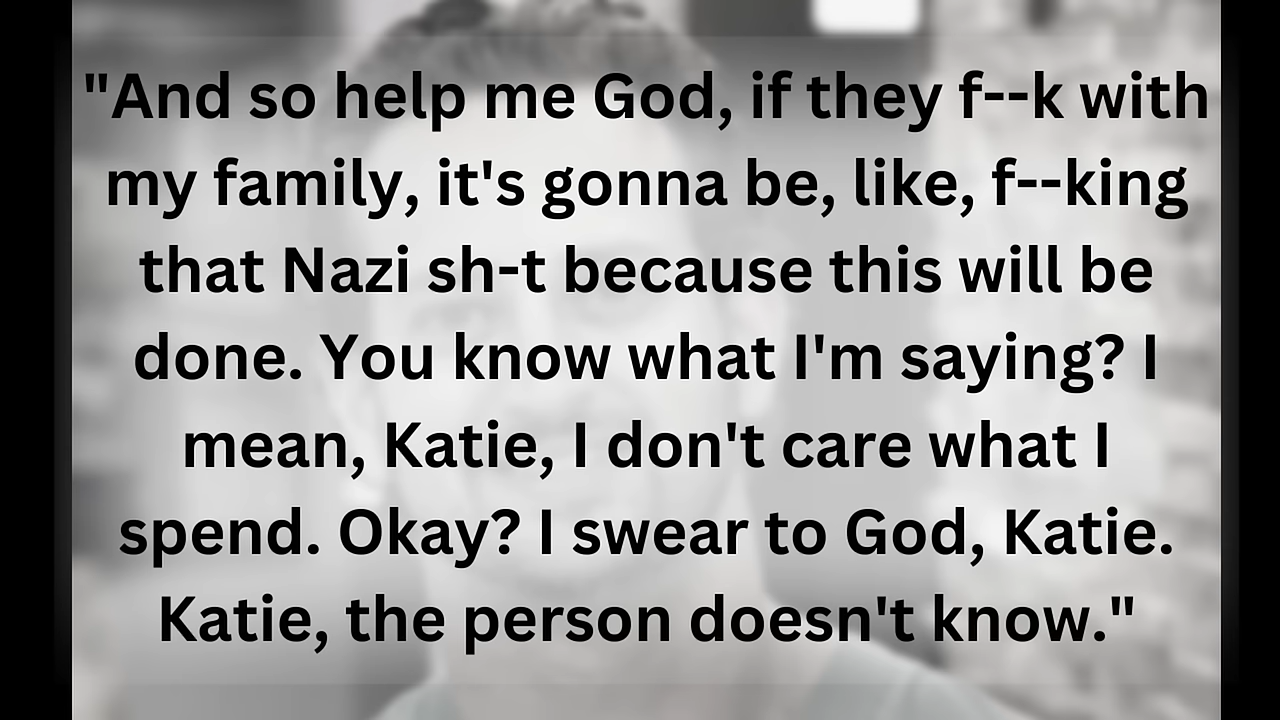 "And so help me God, if they f--k with
my family, it's gonna be, like, f--king
that Nazi sh-t because this will be
done. You know what I'm saying? I
mean, Katie, I don't care what I
spend. Okay? I swear to God, Katie.
Katie, the person doesn't know."